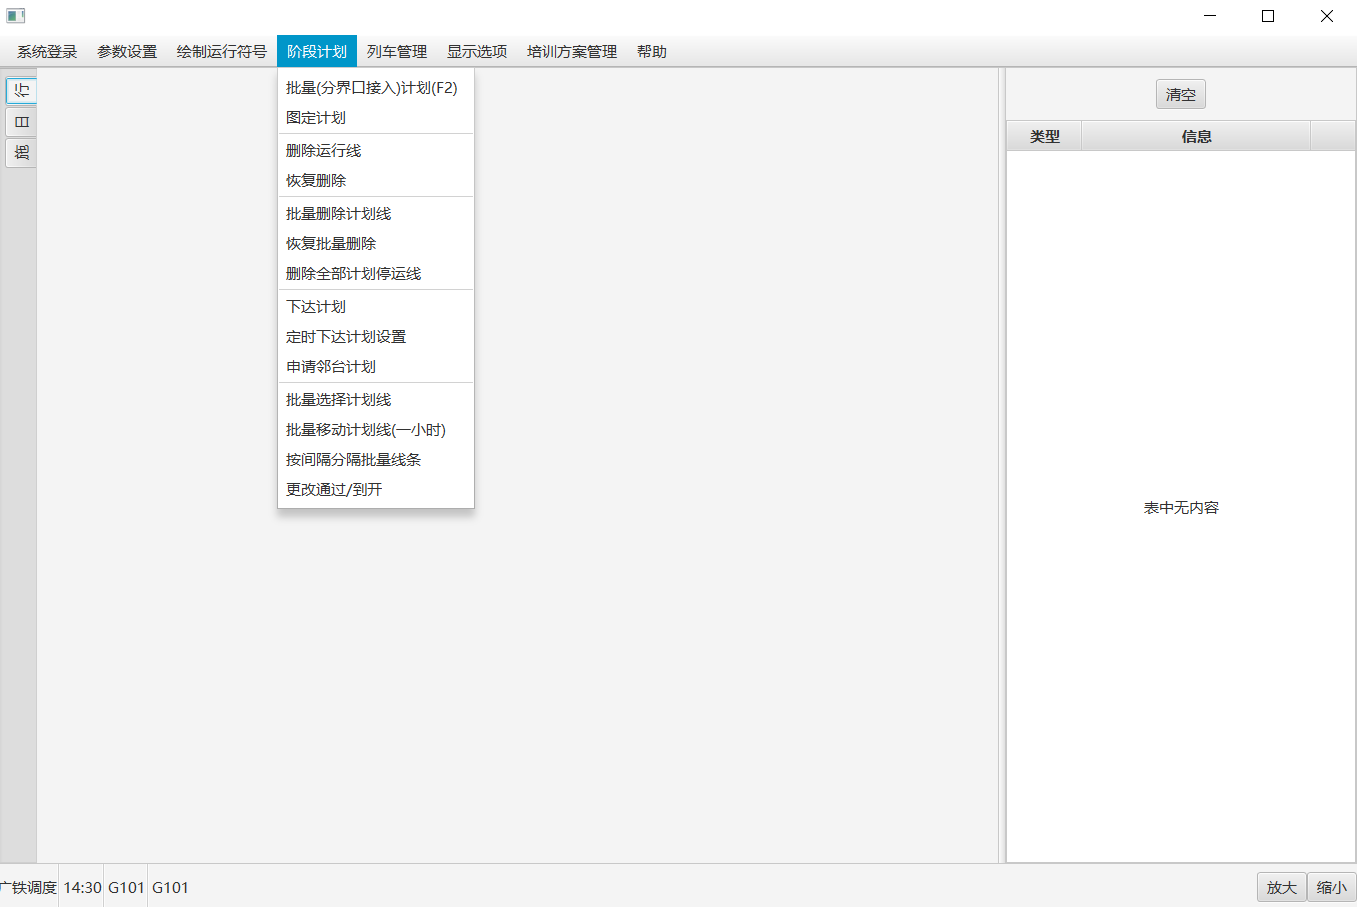 系统登录 参数设置 绘制运行符号 阶段计划 列车管理 显示选项 培训方案管理 帮助
行
日
批量(分界口接入)计划(F2)
图定计划
删除运行线
恢复删除
批量删除计划线
恢复批量删除
删除全部计划停运线
下达计划
定时下达计划设置
申请邻台计划
批量选择计划线
批量移动计划线(一小时)
按间隔分隔批量线条
更改通过/到开
清空
类型 信息
表中无内容
广铁调度 14:30 G101 G101
放大 缩小